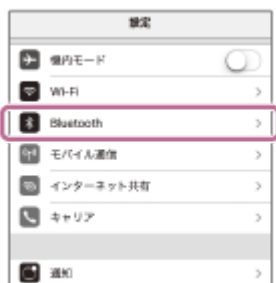 設定
機内モード
Wi-Fi
Bluetooth
モバイル通信
インターネット共有
キャリア
通知